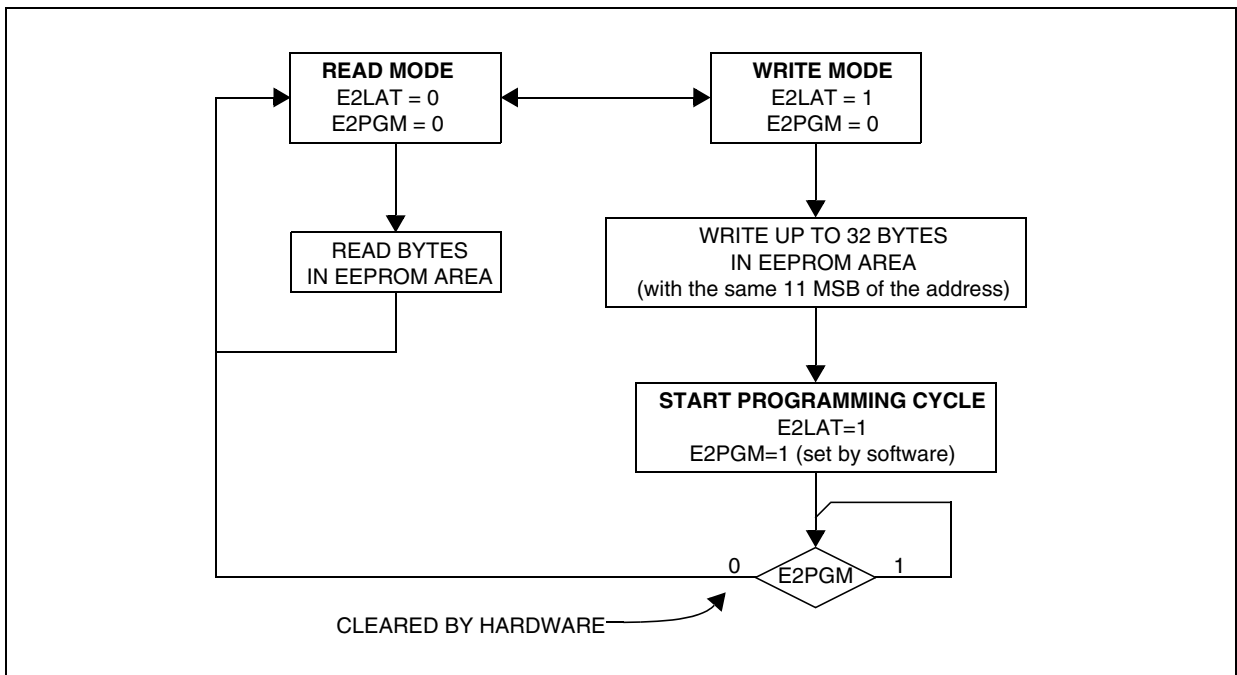 READ MODE
E2LAT = 0
E2PGM = 0
WRITE MODE
E2LAT = 1
E2PGM = 0
READ BYTES
IN EEPROM AREA
WRITE UP TO 32 BYTES
IN EEPROM AREA
(with the same 11 MSB of the address)
START PROGRAMMING CYCLE
E2LAT=1
E2PGM=1 (set by software)
0
E2PGM
1
CLEARED BY HARDWARE